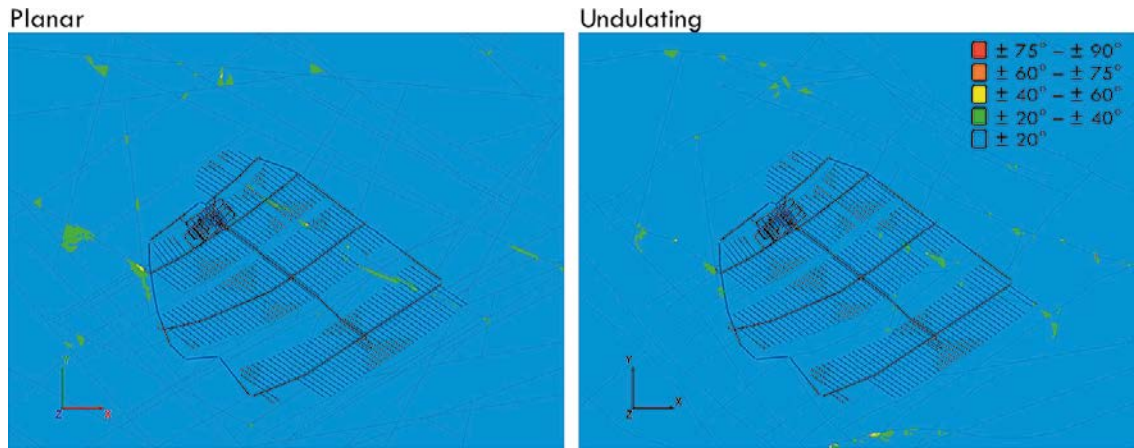 Planar
Undulating
± 75° – ± 90°
± 60° – ± 75°
± 40° – ± 60°
± 20° – ± 40°
± 20°
Y
Z
X
Y
Z
X